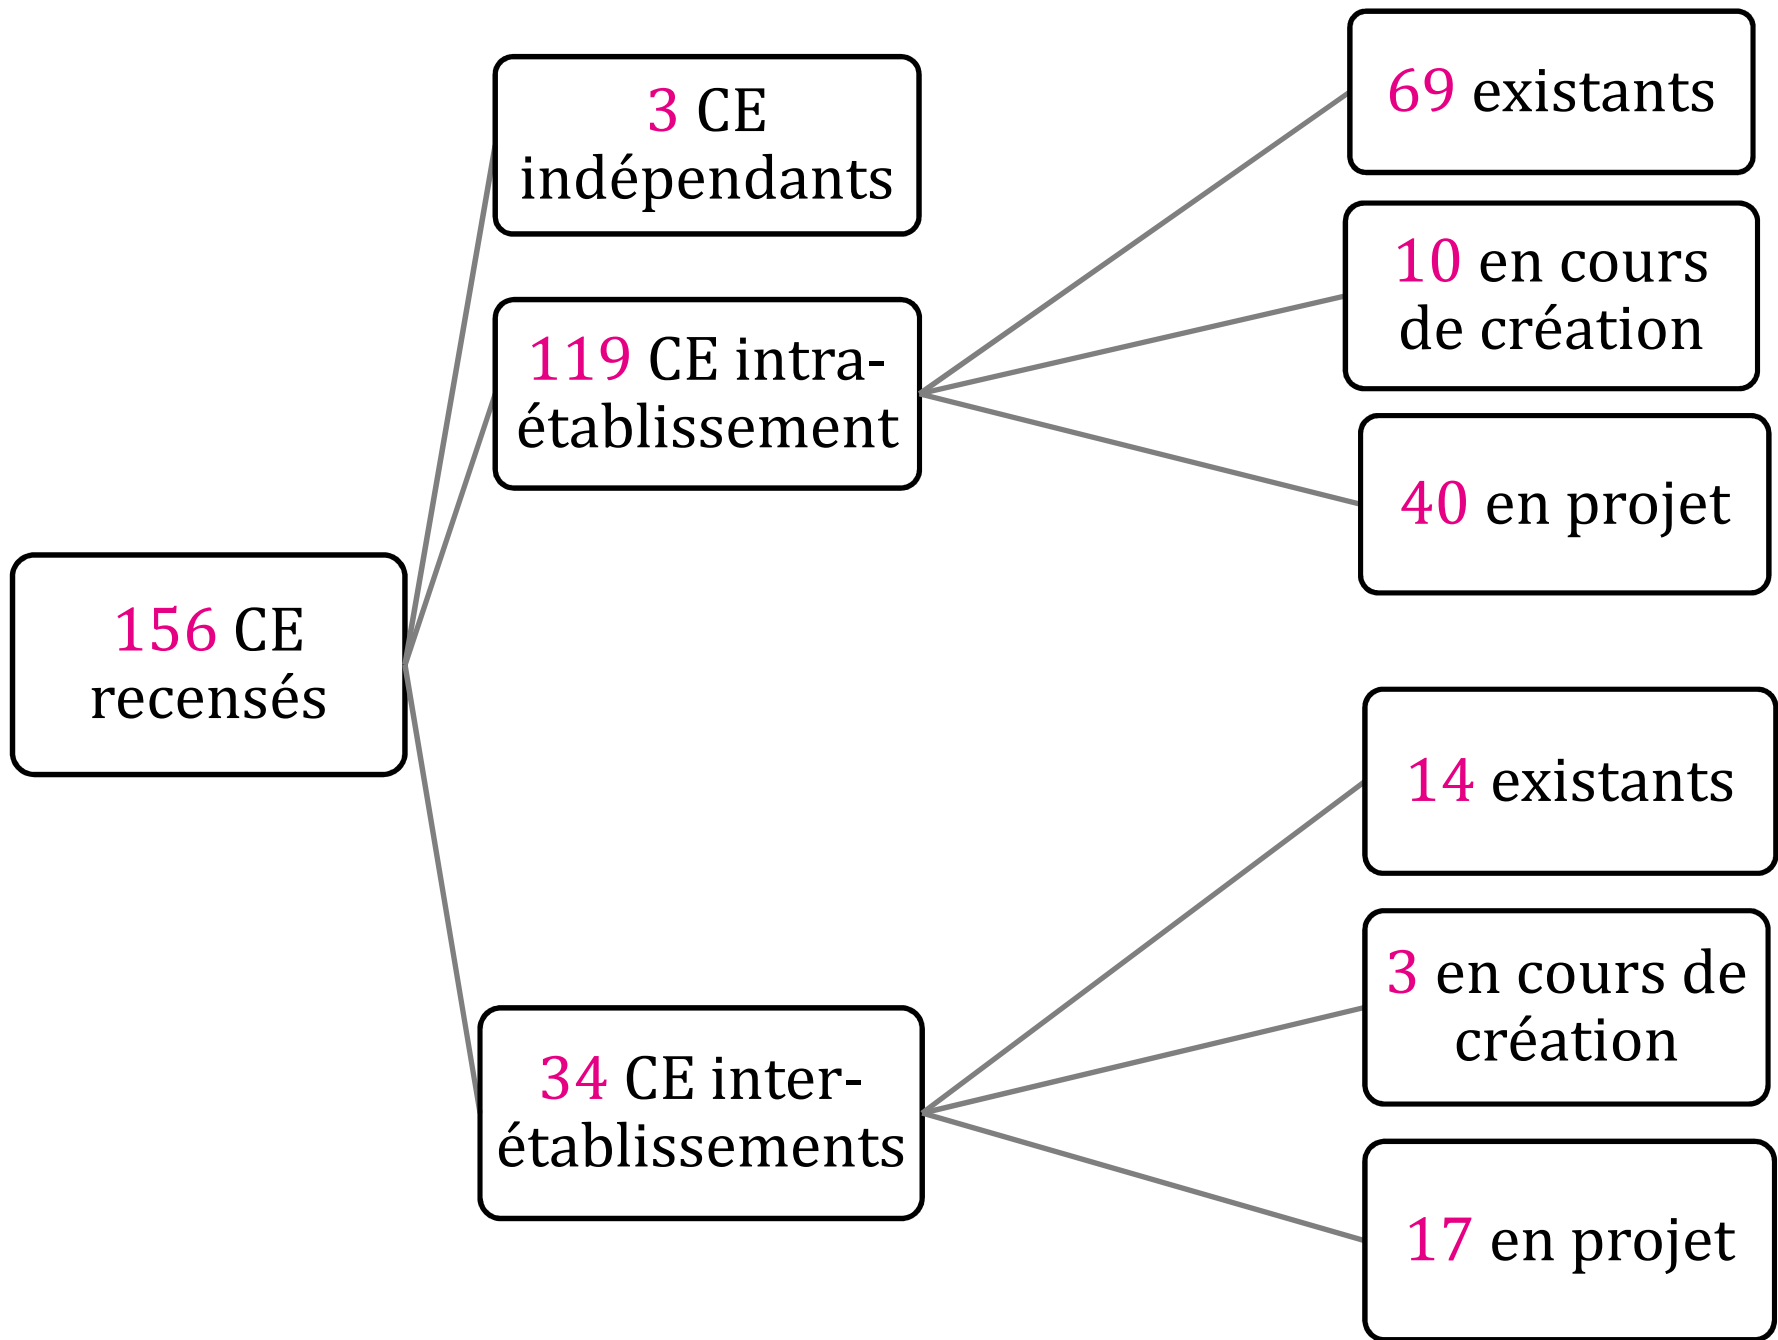 156 CE
recensés
3 CE
indépendants
119 CE intra-
établissement
69 existants
10 en cours
de création
40 en projet
34 CE inter-
établissements
14 existants
3 en cours de
création
17 en projet